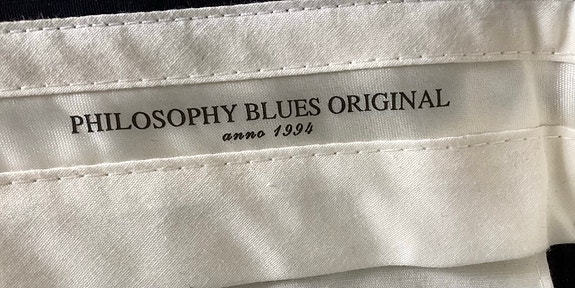 PHILOSOPHY BLUES ORIGINAL
anno 1994